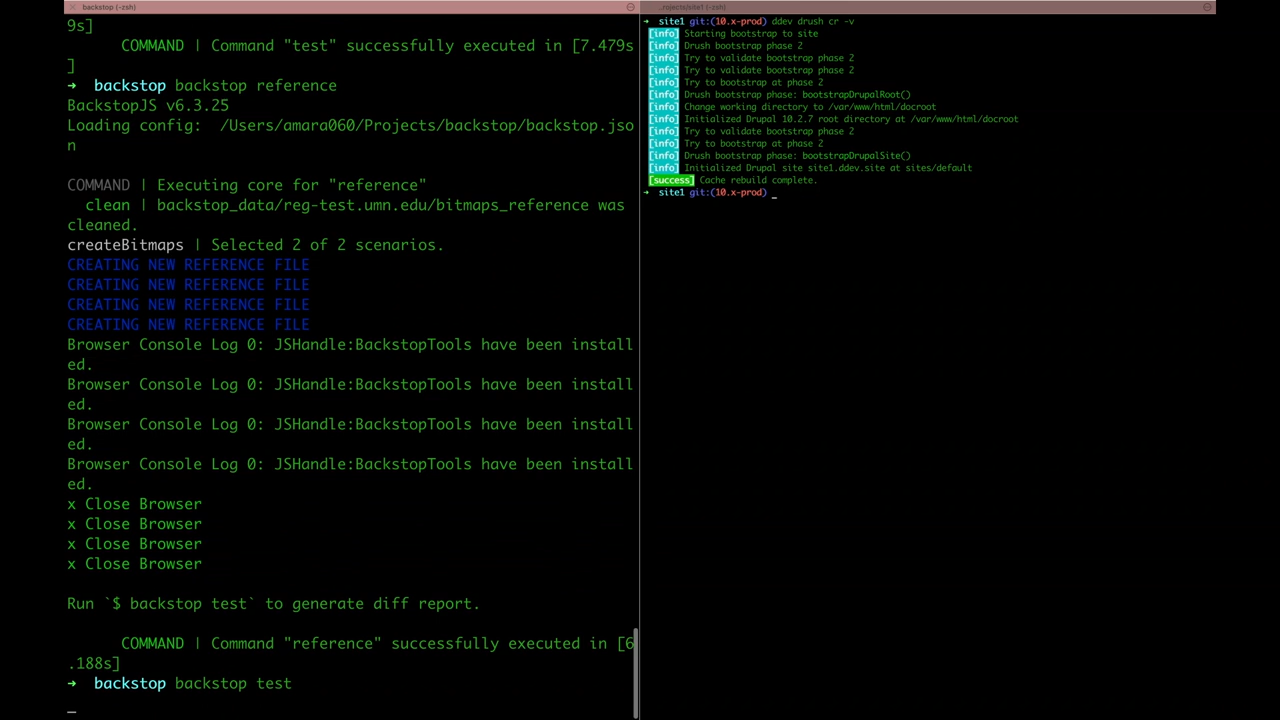 backstop (-zsh)
9s]
COMMAND | Command "test" successfully executed in [7.479s
]
➜ backstop backstop reference
BackstopJS v6.3.25
Loading config: /Users/amara060/Projects/backstop/backstop.jso
n
COMMAND | Executing core for "reference"
clean | backstop_data/reg-test.umn.edu/bitmaps_reference was
cleaned.
createBitmaps | Selected 2 of 2 scenarios.
CREATING NEW REFERENCE FILE
CREATING NEW REFERENCE FILE
CREATING NEW REFERENCE FILE
CREATING NEW REFERENCE FILE
Browser Console Log 0: JSHandle:BackstopTools have been install
ed.
Browser Console Log 0: JSHandle:BackstopTools have been install
ed.
Browser Console Log 0: JSHandle:BackstopTools have been install
ed.
Browser Console Log 0: JSHandle:BackstopTools have been install
ed.
x Close Browser
x Close Browser
x Close Browser
x Close Browser
Run `$ backstop test` to generate diff report.
COMMAND | Command "reference" successfully executed in [6
.188s]
➜ backstop backstop test
..rojects/site1 (-zsh)
➜ site1 git:(10.x-prod) ddev drush cr -v
[info] Starting bootstrap to site
[info] Drush bootstrap phase 2
[info] Try to validate bootstrap phase 2
[info] Try to validate bootstrap phase 2
[info] Try to bootstrap at phase 2
[info] Drush bootstrap phase: bootstrapDrupalRoot()
[info] Change working directory to /var/www/html/docroot
[info] Initialized Drupal 10.2.7 root directory at /var/www/html/docroot
[info] Try to validate bootstrap phase 2
[info] Try to bootstrap at phase 2
[info] Drush bootstrap phase: bootstrapDrupalSite()
[info] Initialized Drupal site site1.ddev.site at sites/default
[success] Cache rebuild complete.
➜ site1 git:(10.x-prod) _